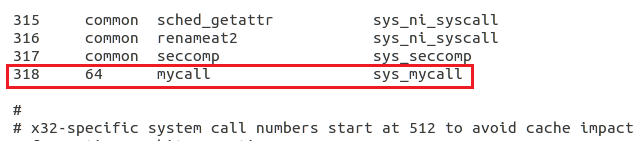 315 common sched_getattr sys_ni_syscall
316 common renameat2 sys_ni_syscall
317 common seccomp sys_seccomp
318 64 mycall sys_mycall
#
# x32-specific system call numbers start at 512 to avoid cache impact